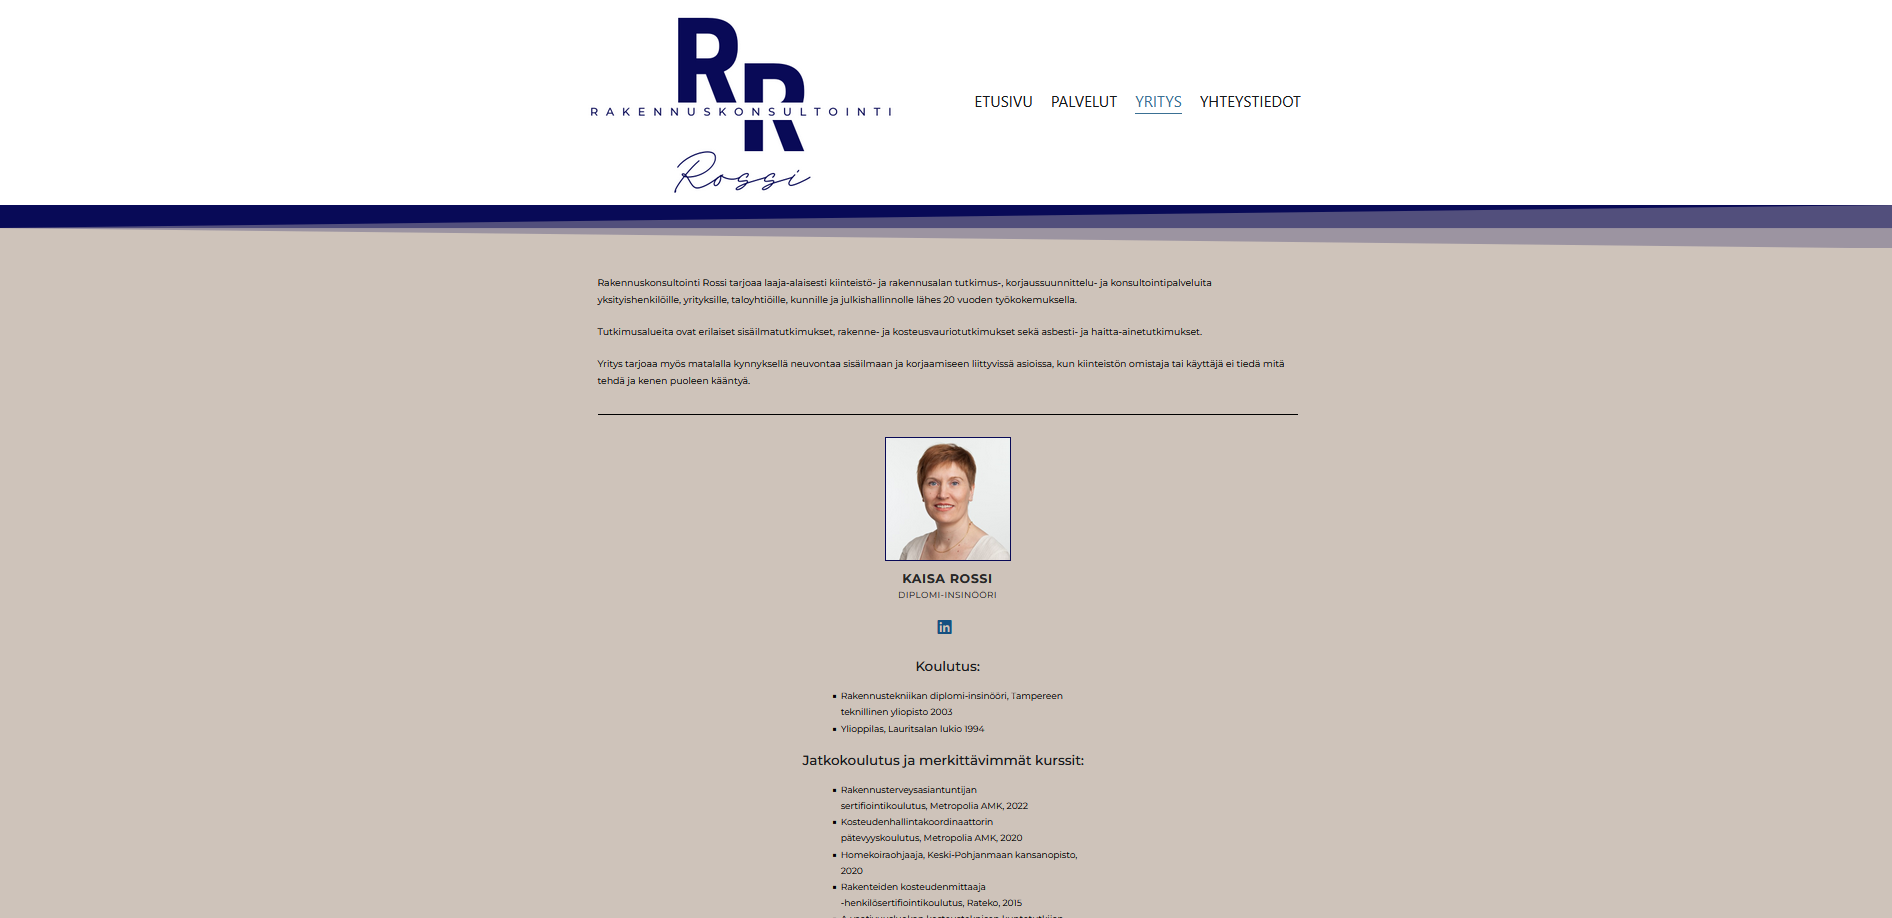 RR
RAKENNUSKONSULTOINTI
Rossi
ETUSIVU PALVELUT YRITYS YHTEYSTIEDOT
Rakennuskonsultointi Rossi tarjoaa laaja-alaisesti kiinteistö- ja rakennusalan tutkimus-, korjaussuunnittelu- ja konsultointipalveluita
yksityishenkilöille, yrityksille, taloyhtiöille, kunnille ja julkishallinnolle lähes 20 vuoden työkokemuksella.
Tutkimusalueita ovat erilaiset sisäilmatutkimukset, rakenne- ja kosteusvauriotutkimukset sekä asbesti- ja haitta-ainetutkimukset.
Yritys tarjoaa myös matalalla kynnyksellä neuvontaa sisäilmaan ja korjaamiseen liittyvissä asioissa, kun kiinteistön omistaja tai käyttäjä ei tiedä mitä
tehdä ja kenen puoleen kääntyä.
KAISA ROSSI
DIPLOMI-INSINÖÖRI
in
Koulutus:
Rakennustekniikan diplomi-insinööri, Tampereen
teknillinen yliopisto 2003
Ylioppilas, Lauritsalan lukio 1994
Jatkokoulutus ja merkittävimmät kurssit:
Rakennusterveysasiantuntijan
sertifiointikoulutus, Metropolia AMK, 2022
Kosteudenhallintakoordinaattorin
pätevyyskoulutus, Metropolia AMK, 2020
Homekoiraohjaaja, Keski-Pohjanmaan kansanopisto,
2020
Rakenteiden kosteudenmittaaja
-henkilösertifiointikoulutus, Rateko, 2015